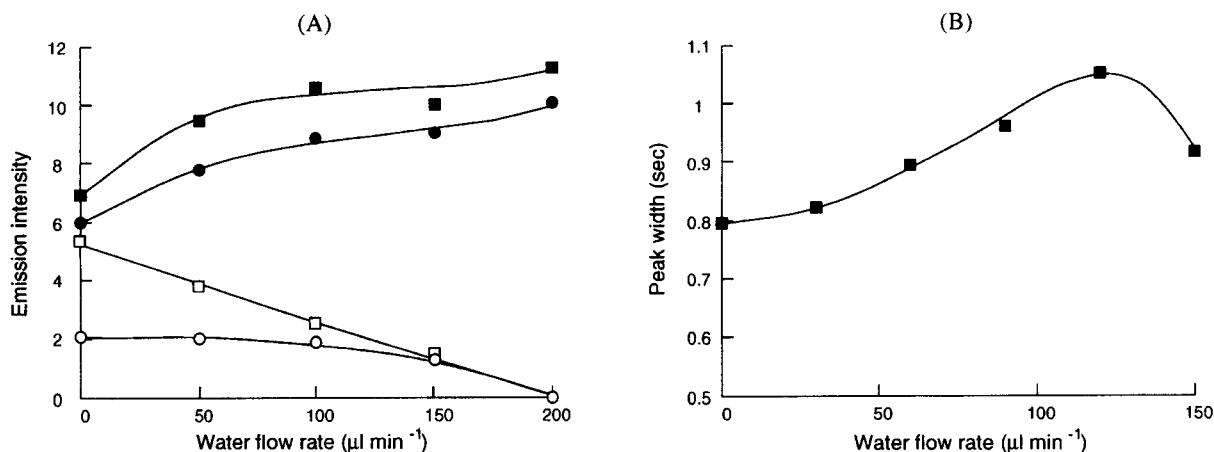 (A)
12
10
8
6
4
2
0
Emission intensity
0 50 100 150 200
Water flow rate (μl min ⁻¹)
(B)
1.1
1
0.9
0.8
0.7
0.6
0.5
Peak width (sec)
0 50 100 150
Water flow rate (μl min ⁻¹)